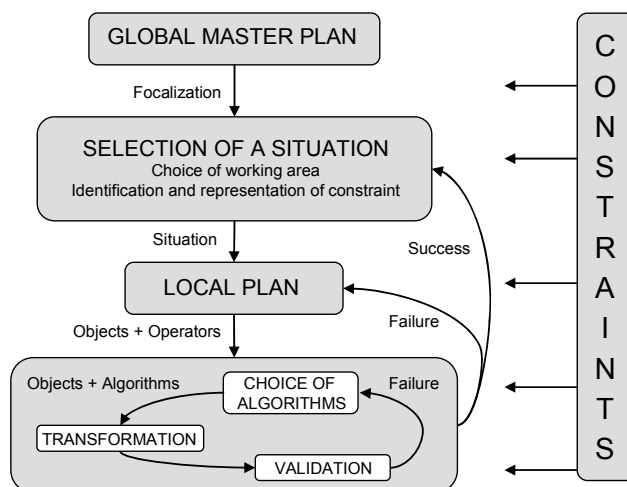 GLOBAL MASTER PLAN
Focalization
SELECTION OF A SITUATION
Choice of working area
Identification and representation of constraint
Situation
Success
LOCAL PLAN
Failure
Objects + Operators
Objects + Algorithms
CHOICE OF
ALGORITHMS
Failure
TRANSFORMATION
VALIDATION
CONSTRAINTS